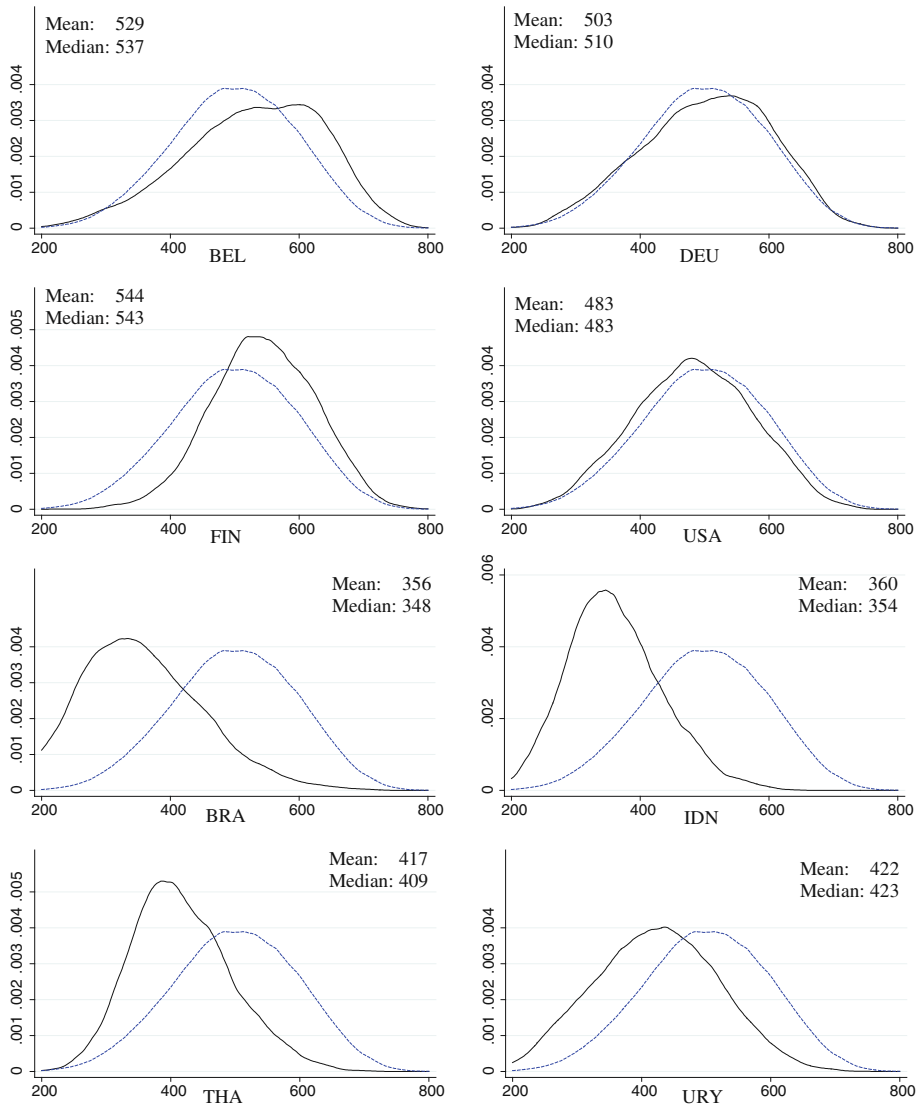 Mean: 529
Median: 537
.004
.003
.002
.001
0
200 400 600 800
BEL
Mean: 503
Median: 510
.004
.003
.002
.001
0
200 400 600 800
DEU
Mean: 544
Median: 543
.005
.004
.003
.002
.001
0
200 400 600 800
FIN
Mean: 483
Median: 483
.005
.004
.003
.002
.001
0
200 400 600 800
USA
Mean: 356
Median: 348
.004
.003
.002
.001
0
200 400 600 800
BRA
Mean: 360
Median: 354
.006
.004
.002
0
200 400 600 800
IDN
Mean: 417
Median: 409
.005
.004
.003
.002
.001
0
200 400 600 800
THA
Mean: 422
Median: 423
.004
.003
.002
.001
0
200 400 600 800
URY